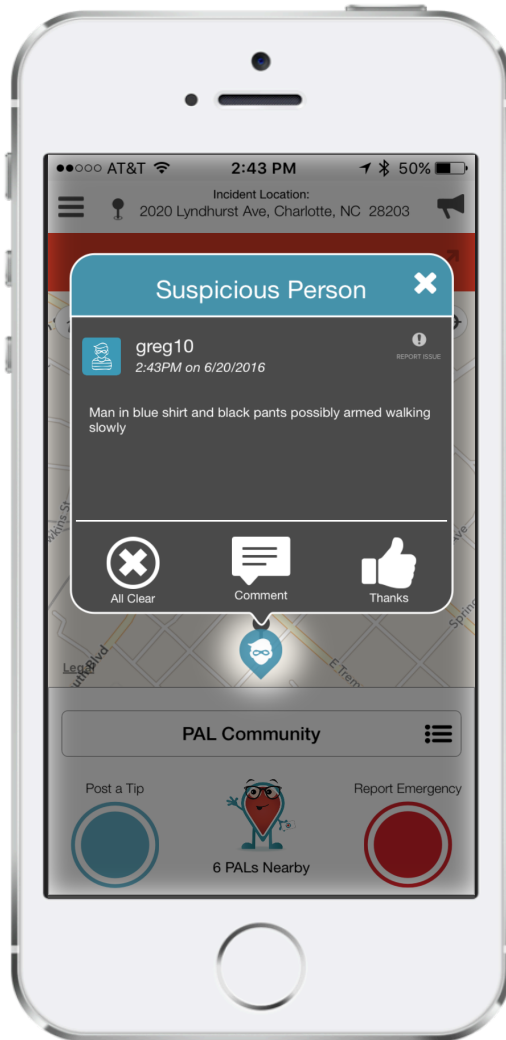 AT&T 2:43 PM 50%
Incident Location:
2020 Lyndhurst Ave, Charlotte, NC 28203
Suspicious Person
greg10
2:43PM on 6/20/2016
REPORT ISSUE
Man in blue shirt and black pants possibly armed walking
slowly
All Clear Comment Thanks
Legal
E Trem
PAL Community
Post a Tip
Report Emergency
6 PALs Nearby